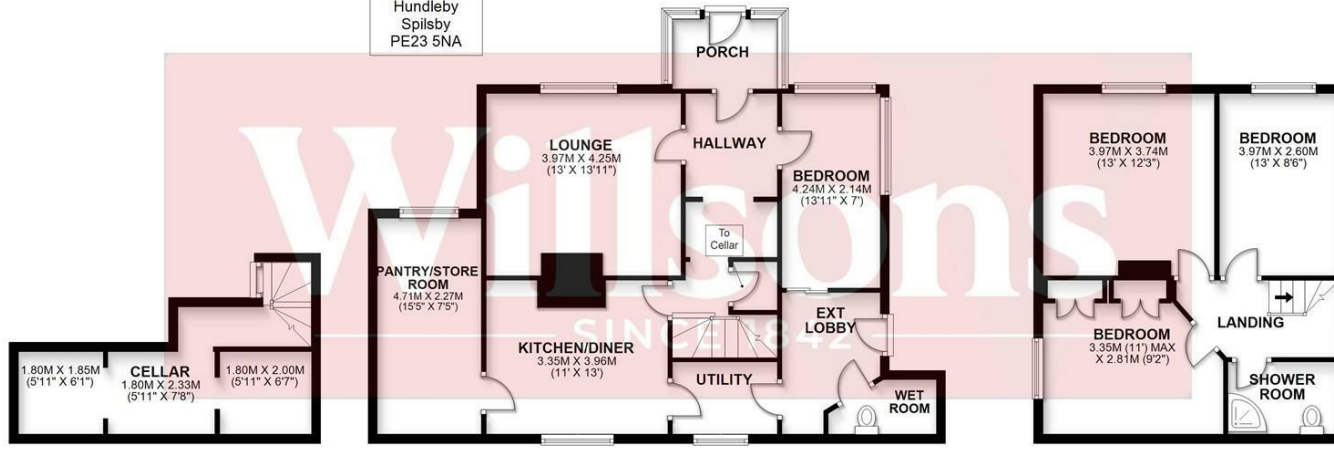 Hundleby
Spilsby
PE23 5NA
PORCH
LOUNGE
3.97M X 4.25M
(13' X 13'11")
HALLWAY
BEDROOM
4.24M X 2.14M
(13'11" X 7')
To
Cellar
PANTRY/STORE
ROOM
4.71M X 2.27M
(15'5" X 7'5")
KITCHEN/DINER
3.35M X 3.96M
(11' X 13')
EXT
LOBBY
UTILITY
WET
ROOM
1.80M X 1.85M
(5'11" X 6'1")
CELLAR
1.80M X 2.33M
(5'11" X 7'8")
1.80M X 2.00M
(5'11" X 6'7")
BEDROOM
3.97M X 3.74M
(13' X 12'3")
BEDROOM
3.97M X 2.60M
(13' X 8'6")
BEDROOM
3.35M (11') MAX
X 2.81M (9'2")
LANDING
SHOWER
ROOM
Willsons
SINCE 1842